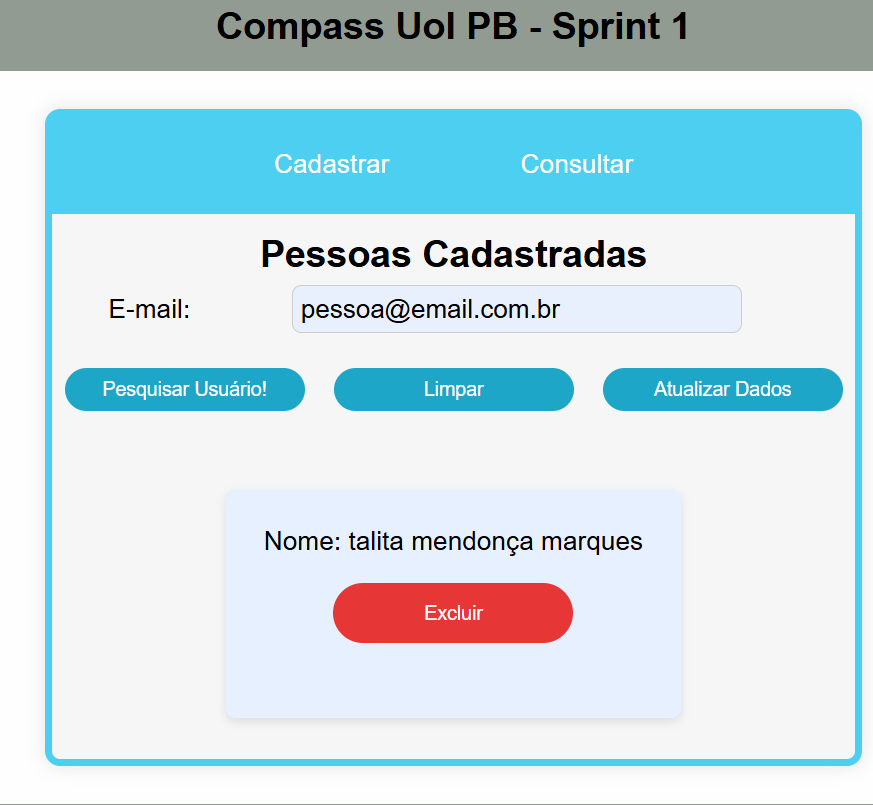 Compass Uol PB - Sprint 1
Cadastrar Consultar
Pessoas Cadastradas
E-mail: pessoa@email.com.br
Pesquisar Usuário! Limpar Atualizar Dados
Nome: talita mendonça marques
Excluir